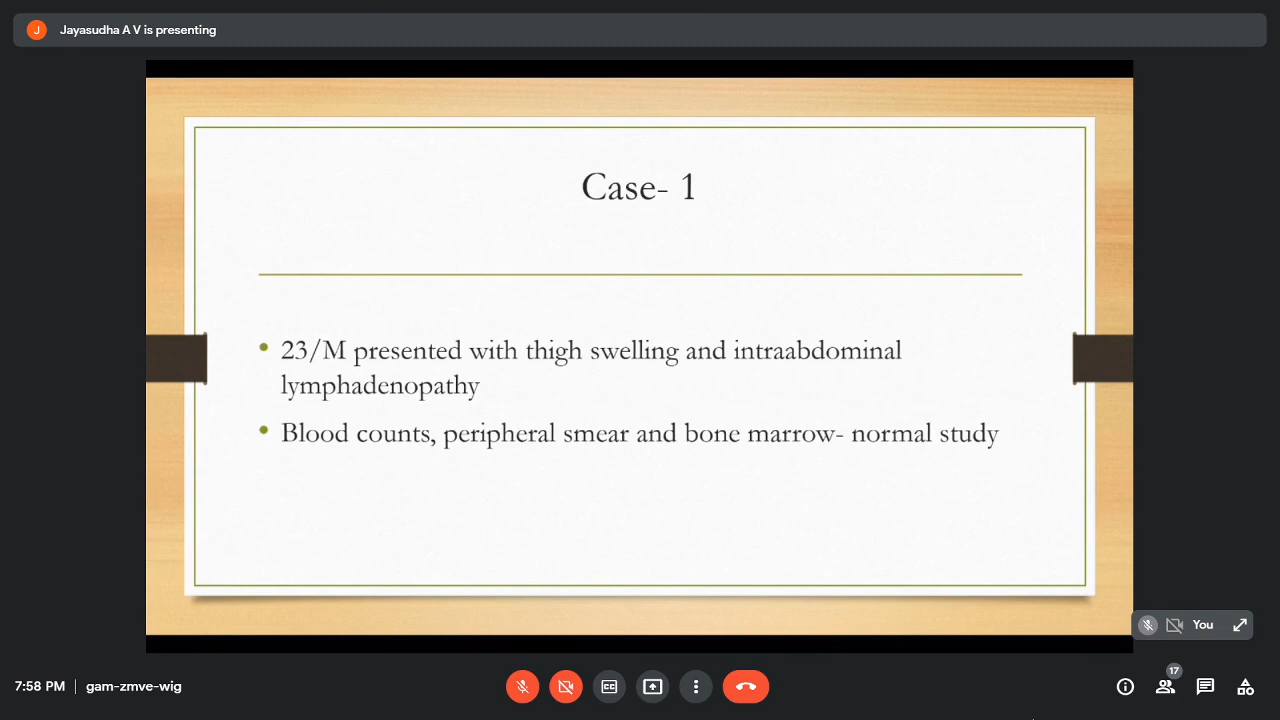 J Jayasudha A V is presenting
Case- 1
• 23/M presented with thigh swelling and intraabdominal
lymphadenopathy
• Blood counts, peripheral smear and bone marrow- normal study
You
17
7:58 PM | gam-zmve-wig
CC